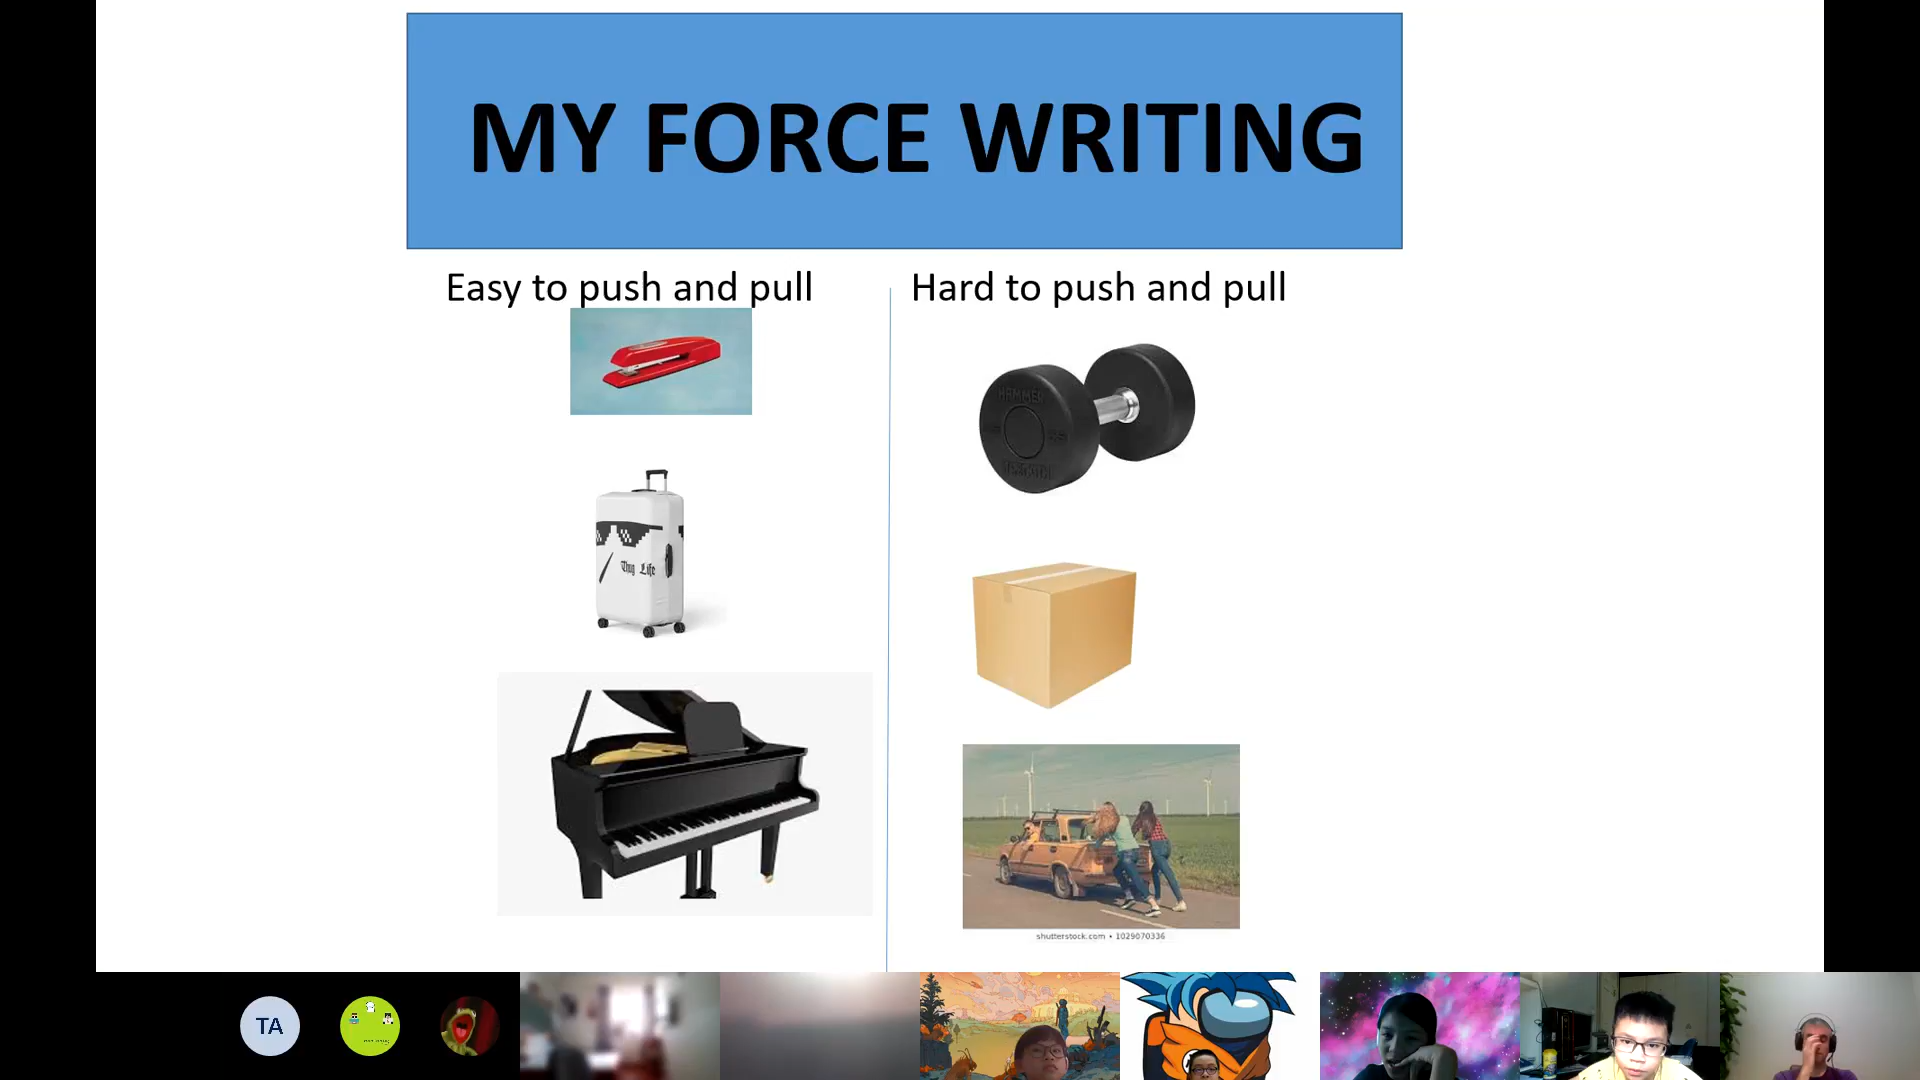 MY FORCE WRITING
Easy to push and pull
Hard to push and pull
HAMMER
Thug Life
shutterstock.com • 1029070336
TA